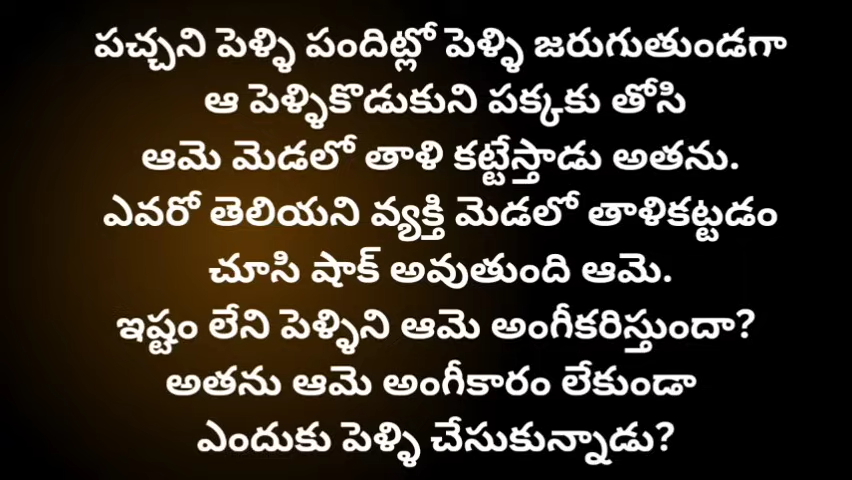 పచ్చని పెళ్ళి పందిట్లో పెళ్ళి జరుగుతుండగా
ఆ పెళ్ళికొడుకుని పక్కకు తోసి
ఆమె మెడలో తాళి కట్టేస్తాడు అతను.
ఎవరో తెలియని వ్యక్తి మెడలో తాళికట్టడం
చూసి షాక్ అవుతుంది ఆమె.
ఇష్టం లేని పెళ్ళిని ఆమె అంగీకరిస్తుందా?
అతను ఆమె అంగీకారం లేకుండా
ఎందుకు పెళ్ళి చేసుకున్నాడు?